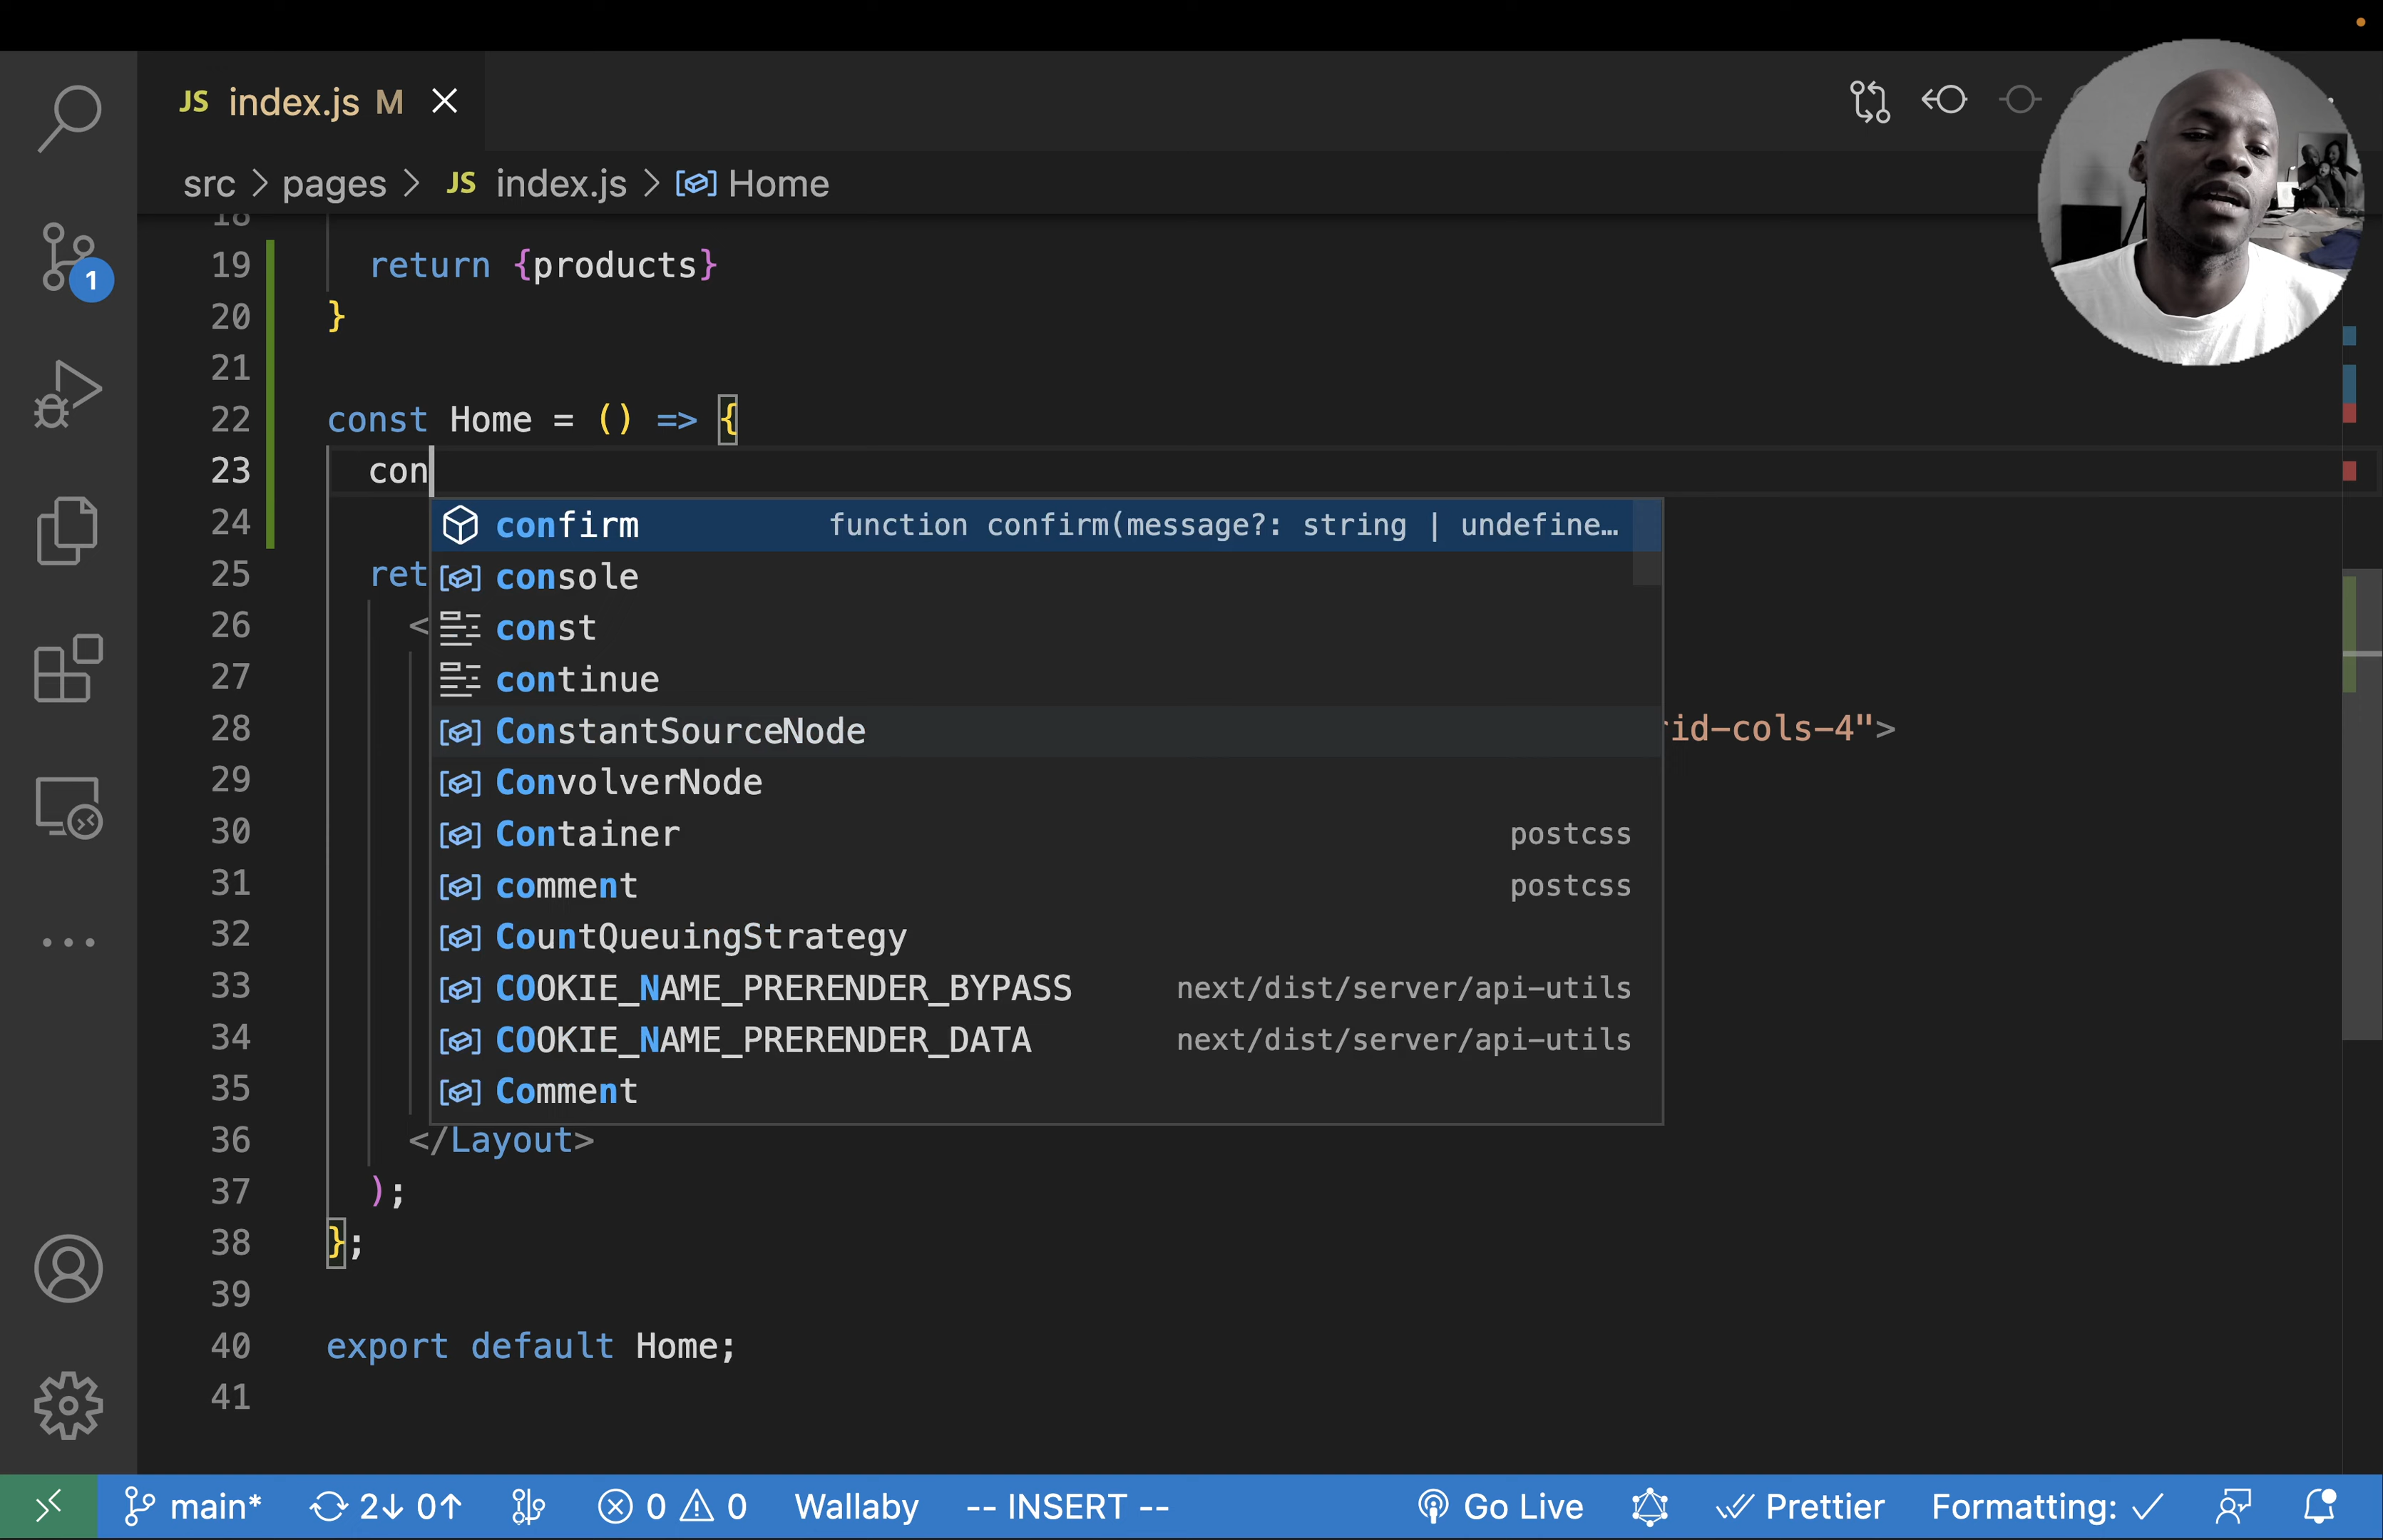 JS index.js M
src > pages > JS index.js > Home
18
19 return {products}
20 }
21
22 const Home = () => {
23 con
24 confirm function confirm(message?: string | undefine…
console
25 ret
const
26 <
continue
27
ConstantSourceNode
28 rid-cols-4">
ConvolverNode
29
Container postcss
30
comment postcss
31
CountQueuingStrategy
32
COOKIE_NAME_PRERENDER_BYPASS next/dist/server/api-utils
33
COOKIE_NAME_PRERENDER_DATA next/dist/server/api-utils
34
Comment
35
36 </Layout>
37 );
38 };
39
40 export default Home;
41
1
main* 2↓ 0↑ 0 0 Wallaby -- INSERT -- Go Live Prettier Formatting: ✓